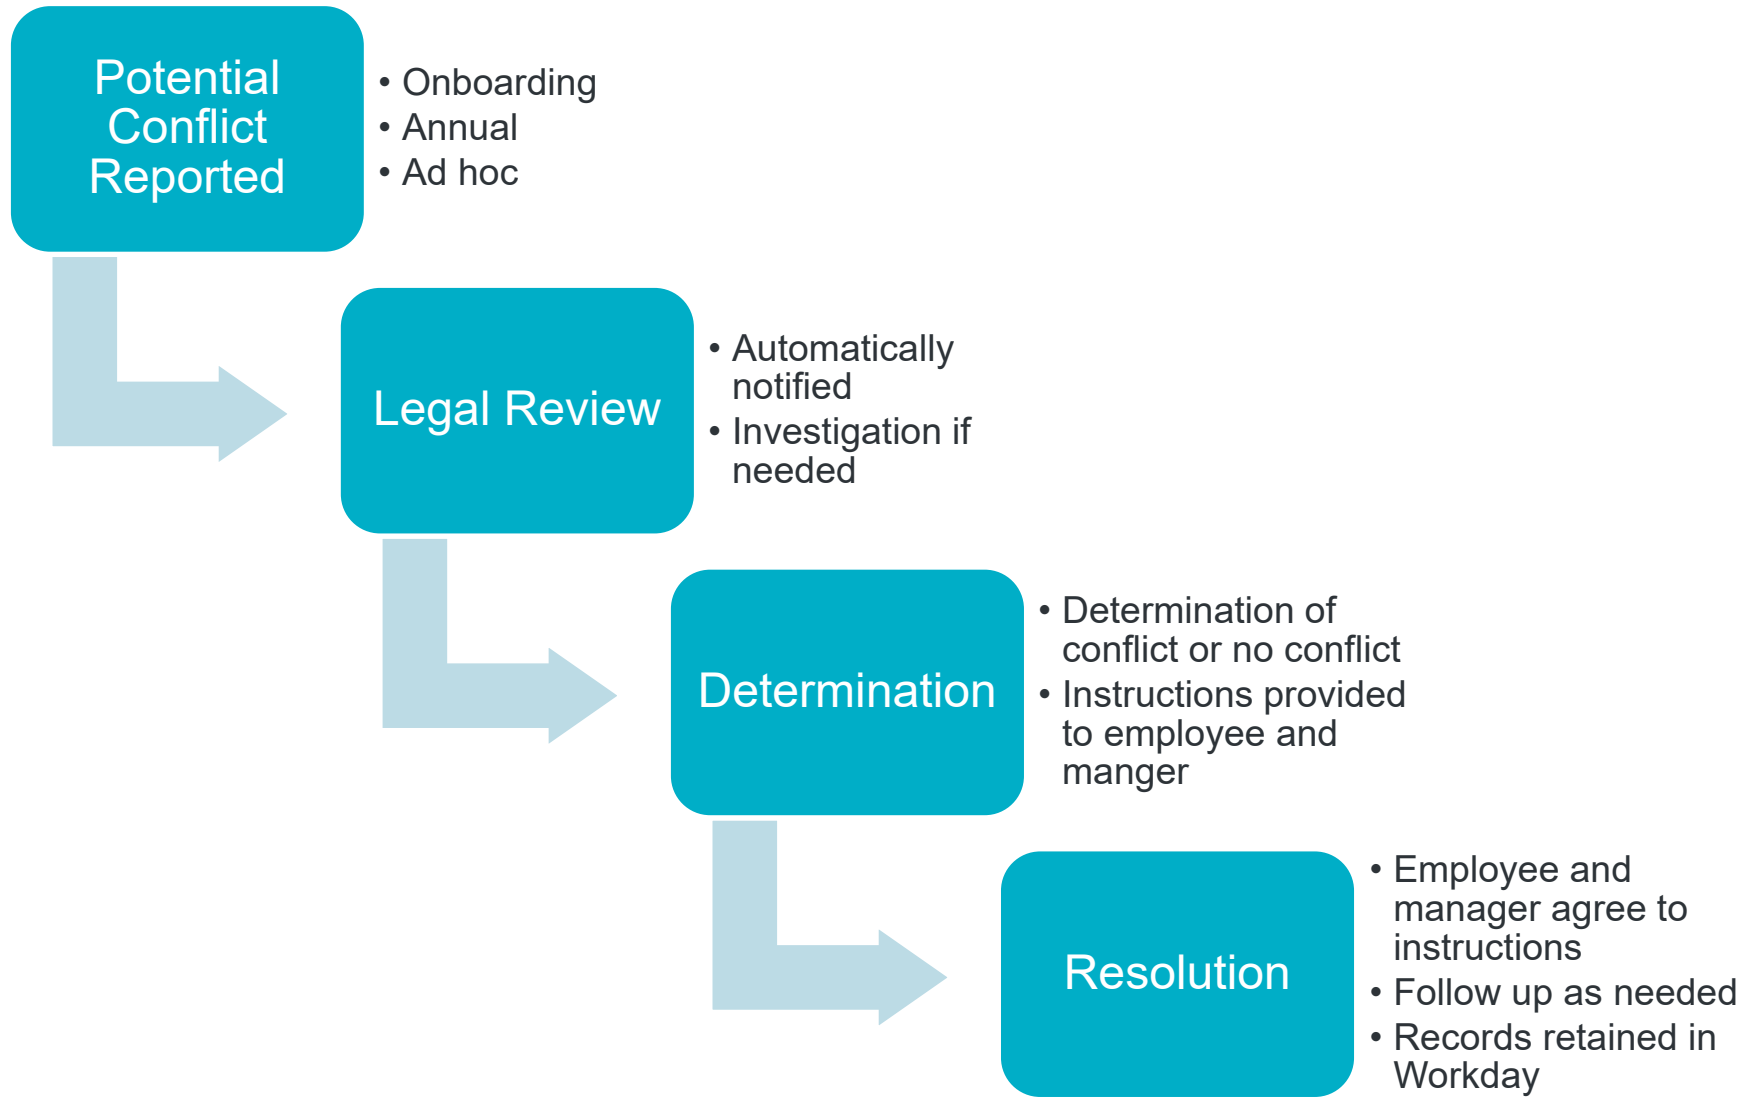 Potential
Conflict
Reported
• Onboarding
• Annual
• Ad hoc
Legal Review
• Automatically
notified
• Investigation if
needed
Determination
• Determination of
conflict or no conflict
• Instructions provided
to employee and
manger
Resolution
• Employee and
manager agree to
instructions
• Follow up as needed
• Records retained in
Workday